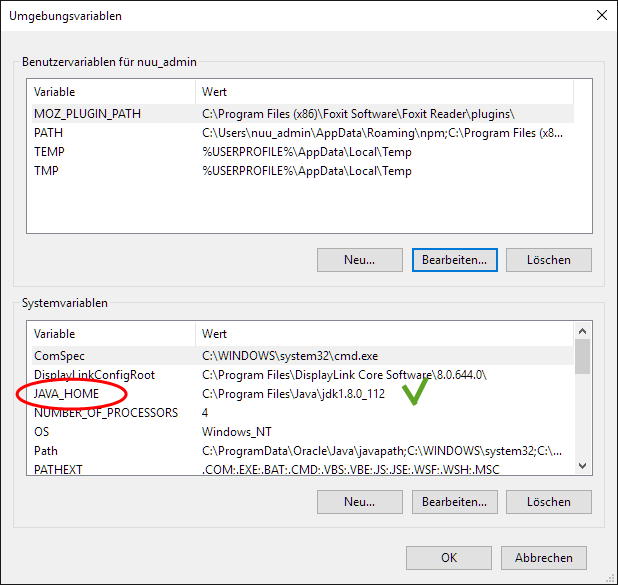 Umgebungsvariablen
Benutzervariablen für nuu_admin
Variable Wert
MOZ_PLUGIN_PATH C:\Program Files (x86)\Foxit Software\Foxit Reader\plugins\
PATH C:\Users\nuu_admin\AppData\Roaming\npm;C:\Program Files (x8...
TEMP %USERPROFILE%\AppData\Local\Temp
TMP %USERPROFILE%\AppData\Local\Temp
Neu... Bearbeiten... Löschen
Systemvariablen
Variable Wert
ComSpec C:\WINDOWS\system32\cmd.exe
DisplayLinkConfigRoot C:\Program Files\DisplayLink Core Software\8.0.644.0\
JAVA_HOME C:\Program Files\Java\jdk1.8.0_112
NUMBER_OF_PROCESSORS 4
OS Windows_NT
Path C:\ProgramData\Oracle\Java\javapath;C:\WINDOWS\system32;C:\...
PATHEXT .COM;.EXE;.BAT;.CMD;.VBS;.VBE;.JS;.JSE;.WSF;.WSH;.MSC
Neu... Bearbeiten... Löschen
OK Abbrechen